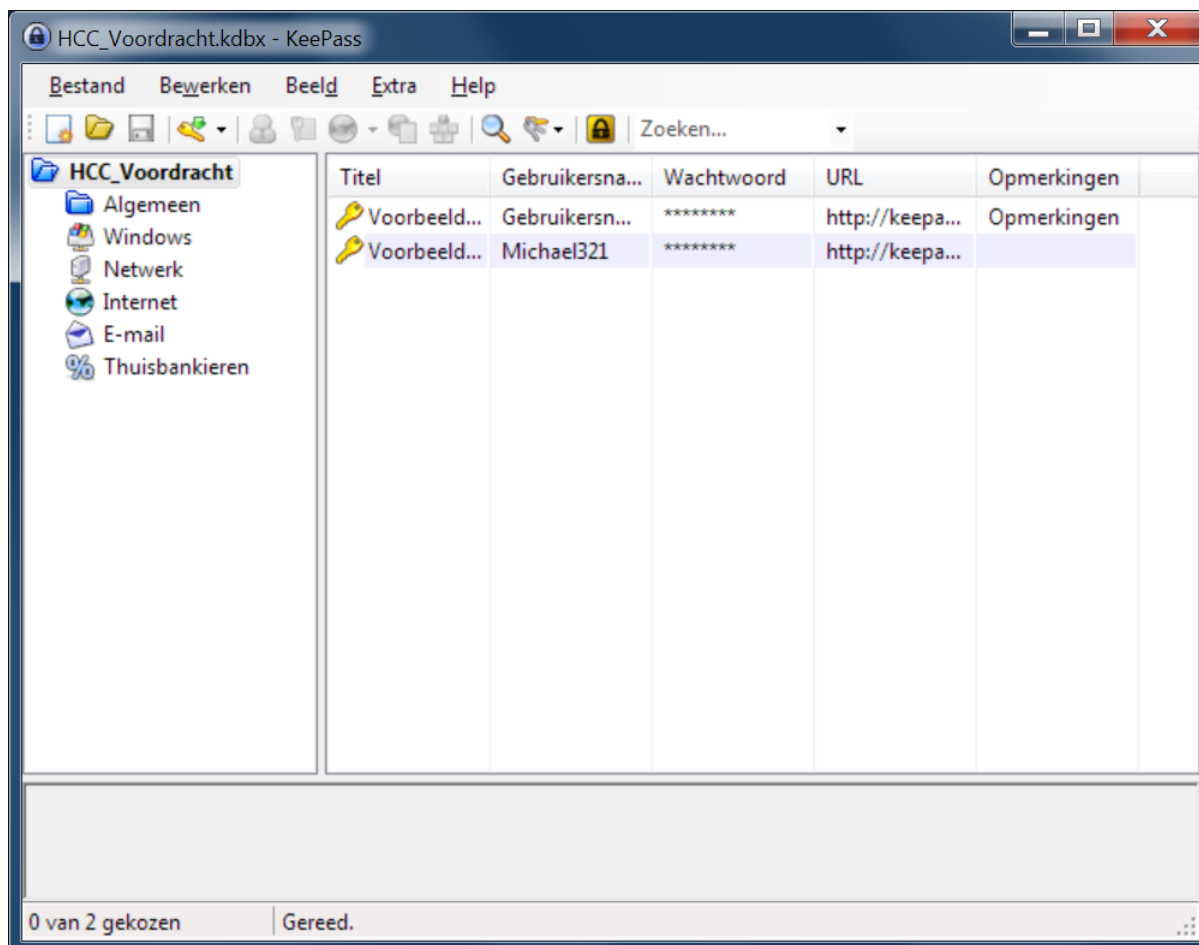 HCC_Voordracht.kdbx - KeePass
Bestand Bewerken Beeld Extra Help
Zoeken...
HCC_Voordracht
Algemeen
Windows
Netwerk
Internet
E-mail
Thuisbankieren
Titel Gebruikersna... Wachtwoord URL Opmerkingen
Voorbeeld... Gebruikersn... ******** http://keepa... Opmerkingen
Voorbeeld... Michael321 ******** http://keepa...
0 van 2 gekozen Gereed.